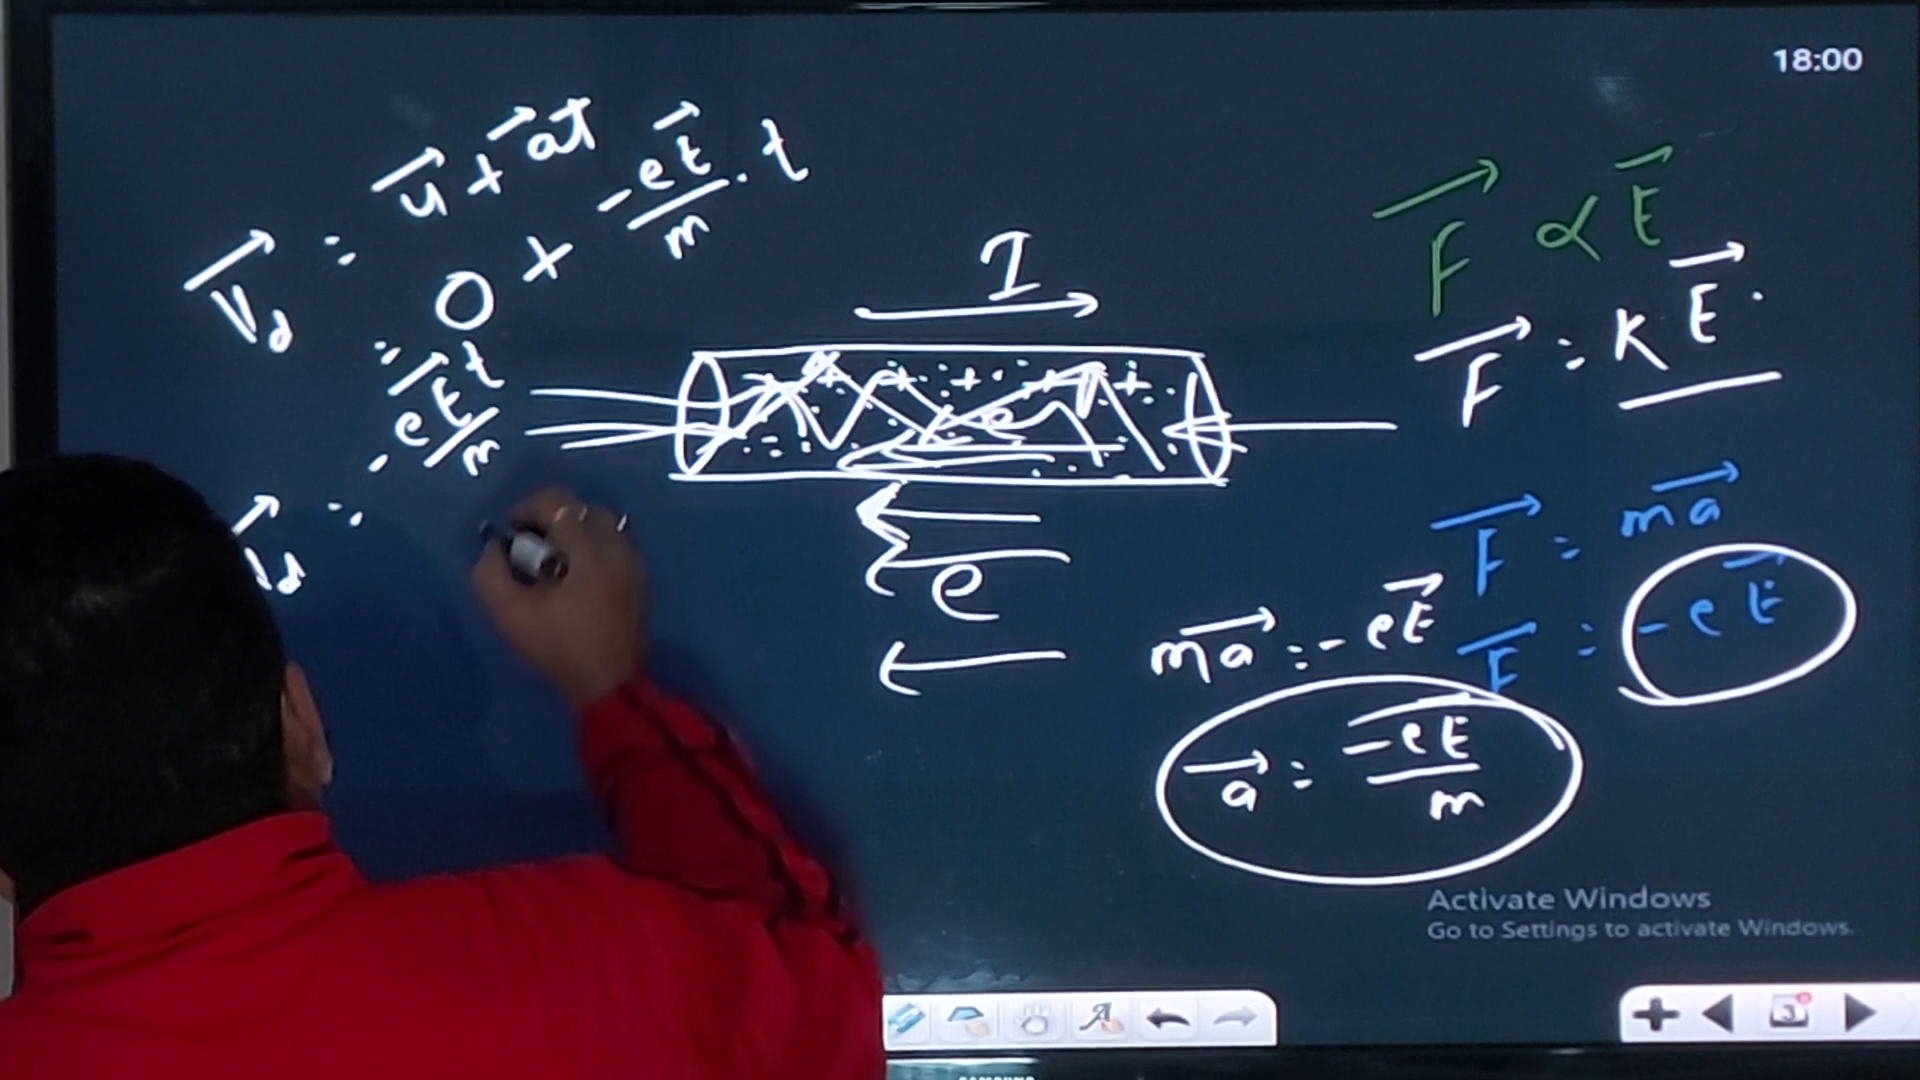 18:00
V⃗d = u⃗ + a⃗t
0 + -eE⃗/m . t
= -eE⃗t/m
V⃗d =
I
+ + + + +
e
e
F⃗ ∝ E⃗
F⃗ = KE⃗.
F⃗ = ma⃗
F⃗ = -eE⃗
ma⃗ = -eE⃗
a⃗ = -eE⃗/m
Activate Windows
Go to Settings to activate Windows.
3